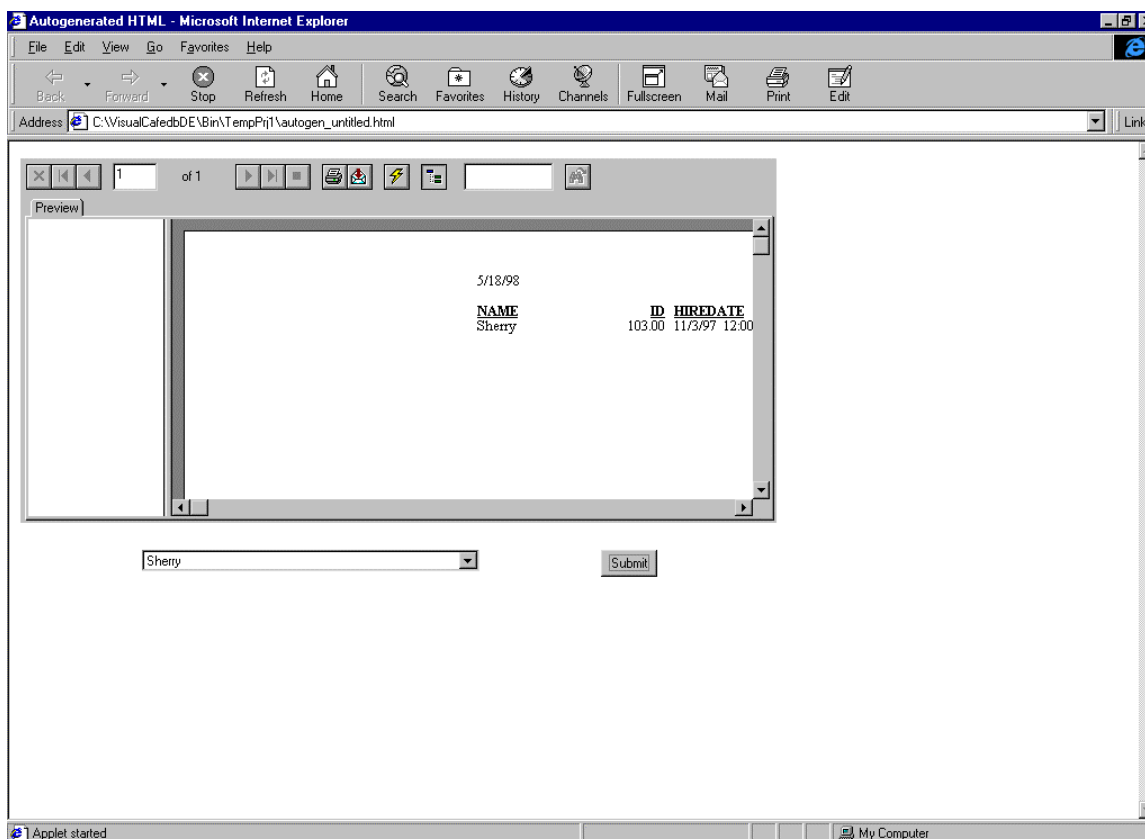 Autogenerated HTML - Microsoft Internet Explorer
File Edit View Go Favorites Help
Back Forward Stop Refresh Home Search Favorites History Channels Fullscreen Mail Print Edit
Address C:\VisualCafedbDE\Bin\TempPrj1\autogen_untitled.html Link
1 of 1
Preview
5/18/98
NAME ID HIREDATE
Sherry 103.00 11/3/97 12:00
Sherry Submit
Applet started My Computer